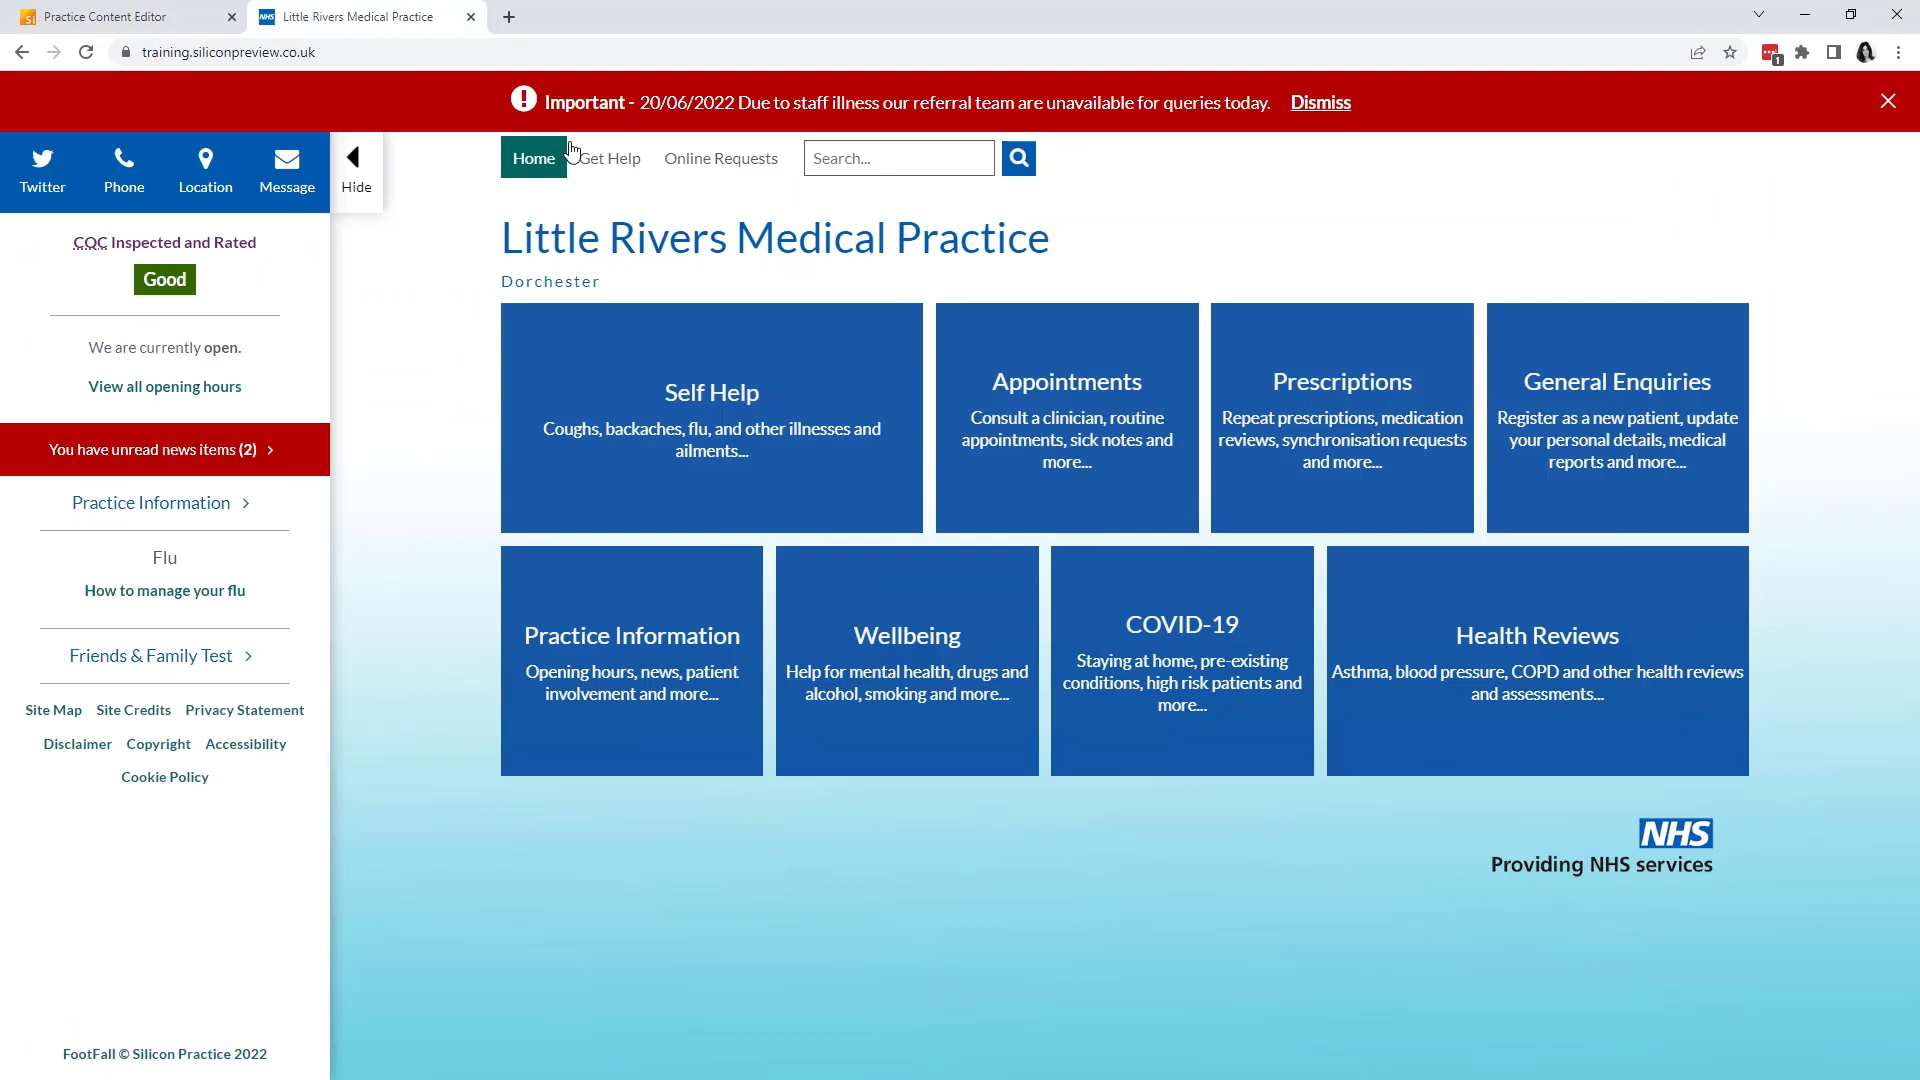 Practice Content Editor
Little Rivers Medical Practice
training.siliconpreview.co.uk
1
Important - 20/06/2022 Due to staff illness our referral team are unavailable for queries today. Dismiss
Twitter
Phone
Location
Message
Hide
Home
Get Help
Online Requests
Search...
CQC Inspected and Rated
Good
We are currently open.
View all opening hours
You have unread news items (2)
Practice Information
Flu
How to manage your flu
Friends & Family Test
Site Map Site Credits Privacy Statement
Disclaimer Copyright Accessibility
Cookie Policy
FootFall © Silicon Practice 2022
Little Rivers Medical Practice
Dorchester
Self Help
Coughs, backaches, flu, and other illnesses and
ailments...
Appointments
Consult a clinician, routine
appointments, sick notes and
more...
Prescriptions
Repeat prescriptions, medication
reviews, synchronisation requests
and more...
General Enquiries
Register as a new patient, update
your personal details, medical
reports and more...
Practice Information
Opening hours, news, patient
involvement and more...
Wellbeing
Help for mental health, drugs and
alcohol, smoking and more...
COVID-19
Staying at home, pre-existing
conditions, high risk patients and
more...
Health Reviews
Asthma, blood pressure, COPD and other health reviews
and assessments...
NHS
Providing NHS services